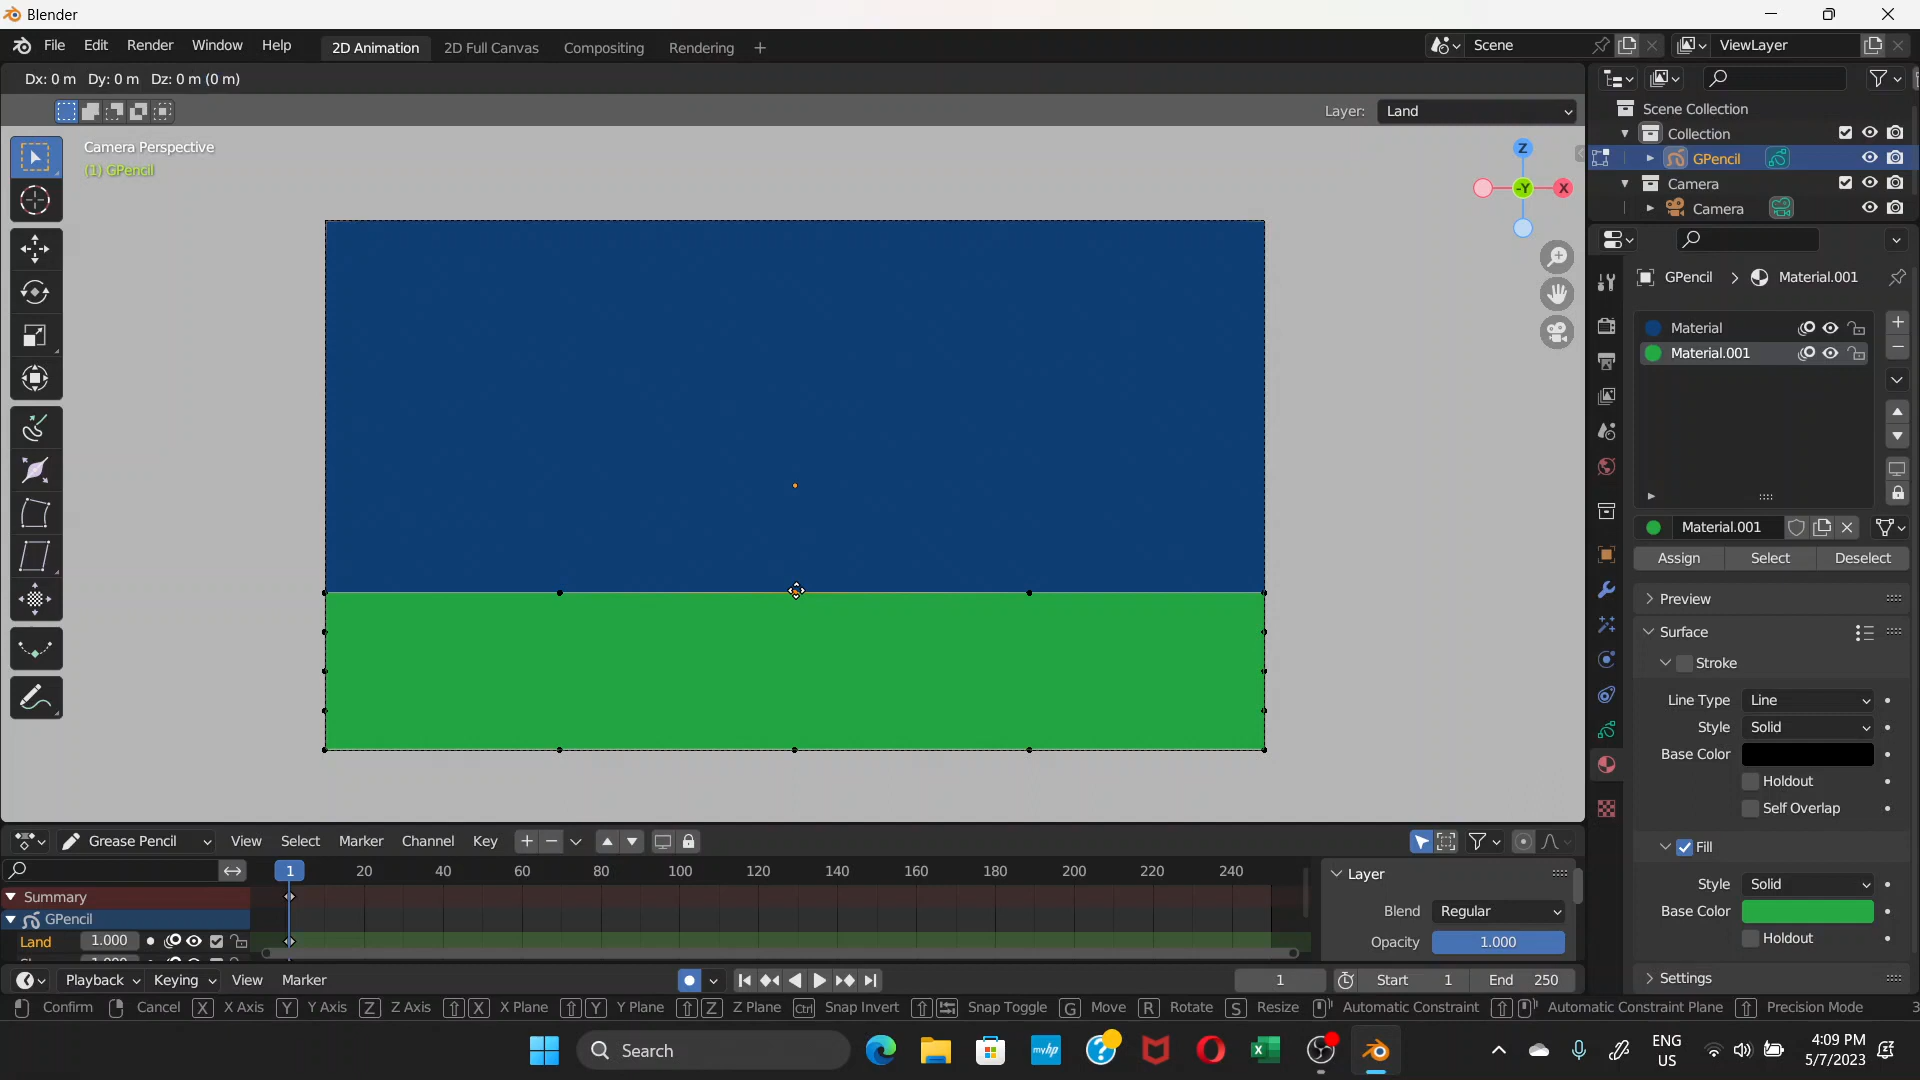 Blender
File Edit Render Window Help 2D Animation 2D Full Canvas Compositing Rendering + Scene ViewLayer
Dx: 0 m Dy: 0 m Dz: 0 m (0 m)
Layer: Land
Camera Perspective
(1) GPencil
Z
-Y X
Scene Collection
Collection
GPencil
Camera
Camera
GPencil > Material.001
Material
Material.001
Material.001
Assign Select Deselect
Preview
Surface
Stroke
Line Type Line
Style Solid
Base Color
Holdout
Self Overlap
Fill
Style Solid
Base Color
Holdout
Settings
Grease Pencil View Select Marker Channel Key
1 20 40 60 80 100 120 140 160 180 200 220 240
Summary
GPencil
Land 1.000
Layer
Blend Regular
Opacity 1.000
Playback Keying View Marker 1 Start 1 End 250
Confirm Cancel X X Axis Y Y Axis Z Z Axis X X Plane Y Y Plane Z Z Plane Ctrl Snap Invert Snap Toggle G Move R Rotate S Resize Automatic Constraint Automatic Constraint Plane Precision Mode 3
Search myhp ENG
US
4:09 PM
5/7/2023